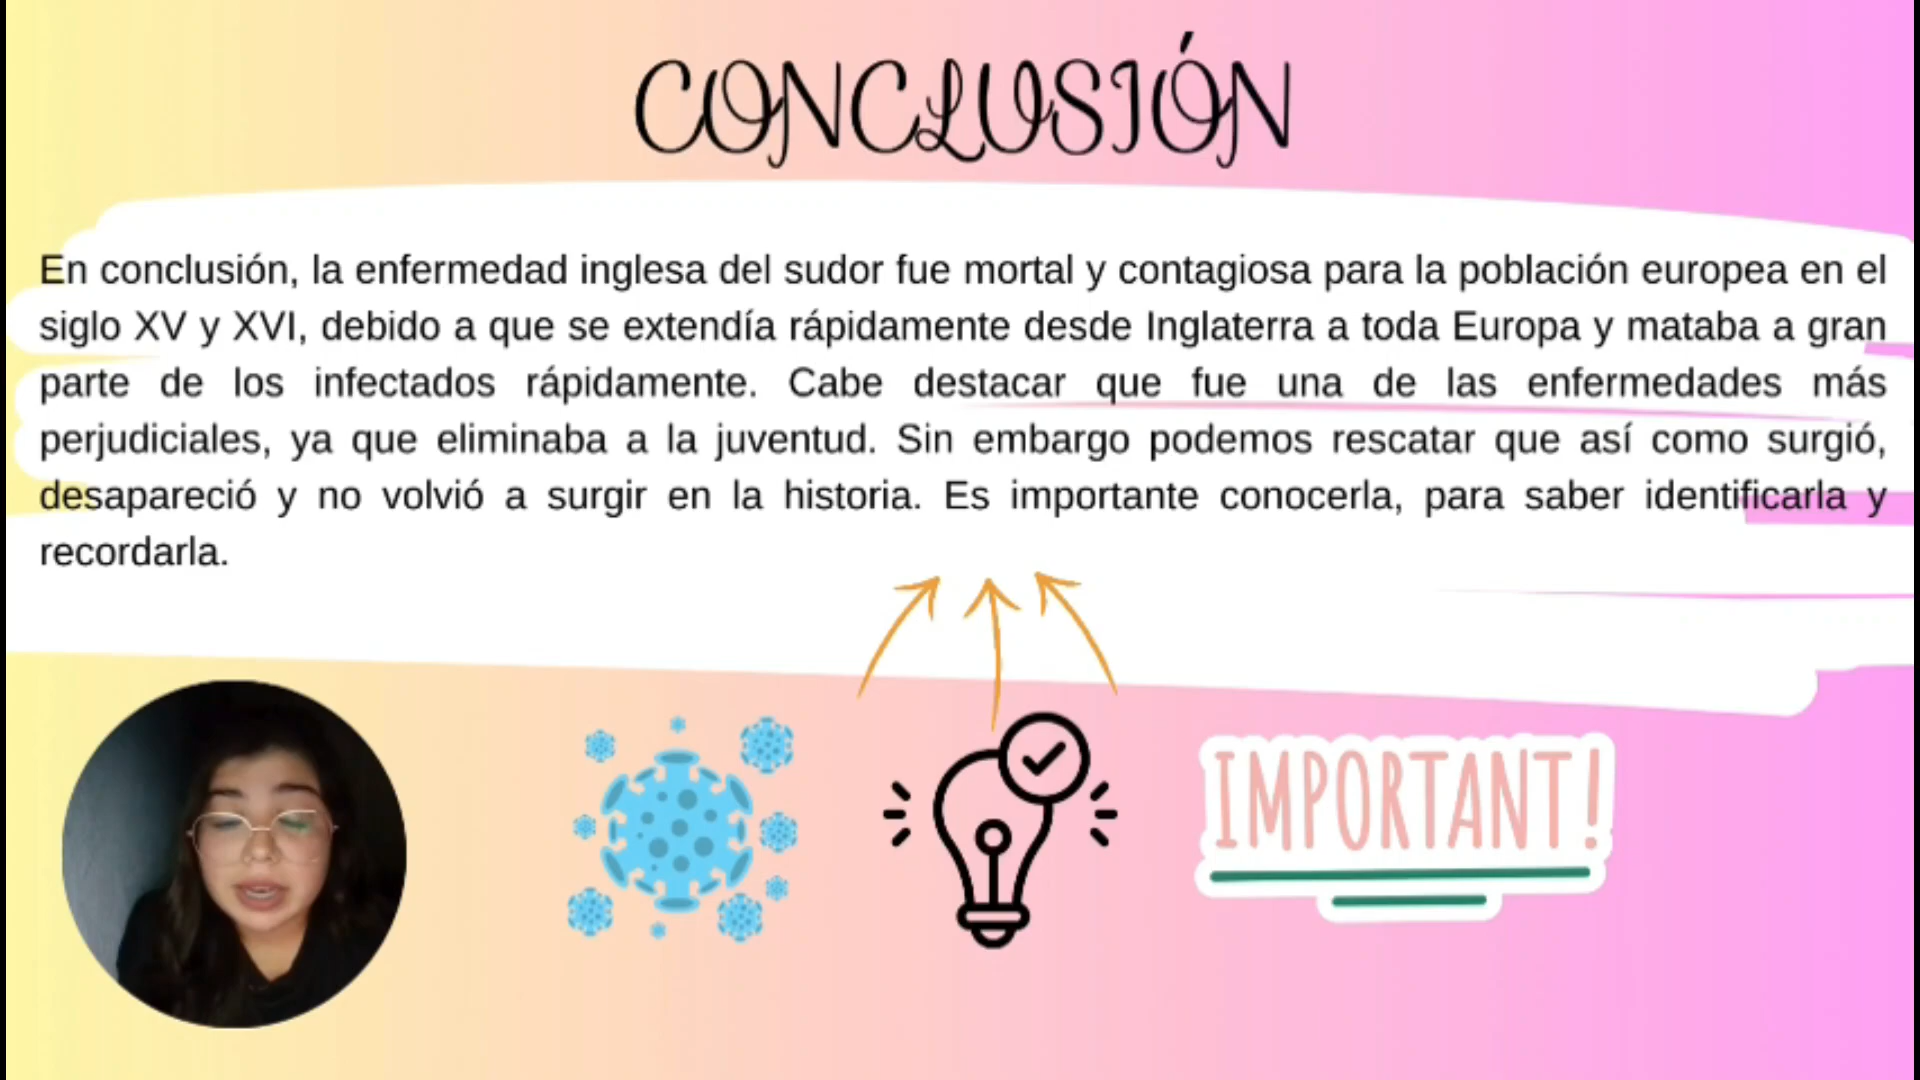 CONCLUSIÓN
En conclusión, la enfermedad inglesa del sudor fue mortal y contagiosa para la población europea en el
siglo XV y XVI, debido a que se extendía rápidamente desde Inglaterra a toda Europa y mataba a gran
parte de los infectados rápidamente. Cabe destacar que fue una de las enfermedades más
perjudiciales, ya que eliminaba a la juventud. Sin embargo podemos rescatar que así como surgió,
desapareció y no volvió a surgir en la historia. Es importante conocerla, para saber identificarla y
recordarla.
IMPORTANT!